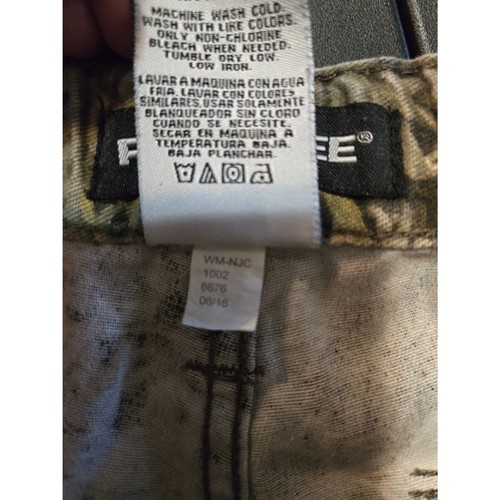 MACHINE WASH COLD.
WASH WITH LIKE COLORS.
ONLY NON-CHLORINE
BLEACH WHEN NEEDED.
TUMBLE DRY LOW.
LOW IRON.
LAVAR A MAQUINA CON AGUA
FRIA. LAVAR CON COLORES
SIMILARES, USAR SOLAMENTE
BLANQUEADOR SIN CLORO
CUANDO SE NECESITE.
SECAR EN MAQUINA A
TEMPERATURA BAJA.
BAJA PLANCHAR.
EE®
WM-NJC
1002
6676
06/16